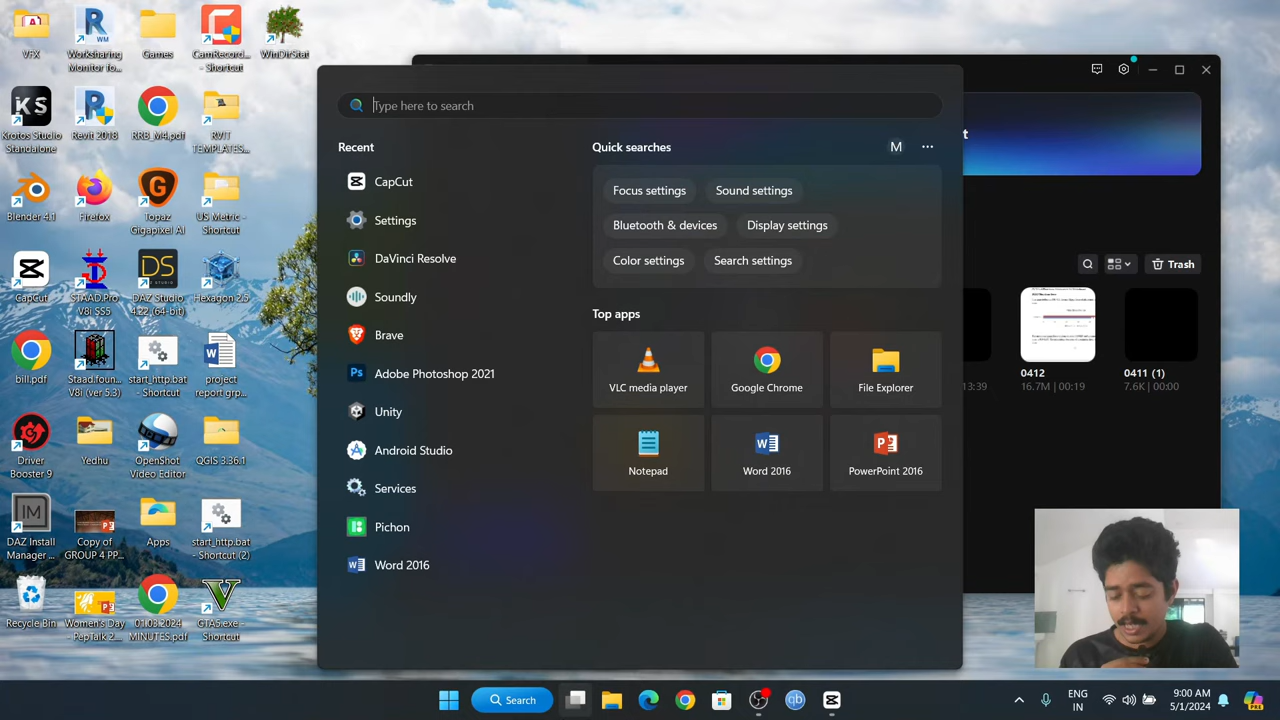 VFX
Worksharing
Monitor fo...
Games
CamRecord...
- Shortcut
WinDirStat
Krotos Studio
Standalone
Revit 2018
RRB_M4.pdf
RVIT
TEMPLATES...
Blender 4.1
Firefox
Topaz
Gigapixel AI
US Metric -
Shortcut
CapCut
STAAD.Pro
V8i SS5
DAZ Studio
4.22 (64-bit)
Hexagon 2.5
bill.pdf
Staad.foun...
V8i (ver 5.3)
start_http.bat
- Shortcut
project
report grp...
Driver
Booster 9
Yedhu
OpenShot
Video Editor
QGIS 3.36.1
DAZ Install
Manager ...
Copy of
GROUP 4 PP...
Apps
start_http.bat
- Shortcut (2)
Recycle Bin
Women's Day
- PepTalk 2...
01.03.2024
MINUTES.pdf
GTA5.exe -
Shortcut
Type here to search
Recent
CapCut
Settings
DaVinci Resolve
Soundly
Brave
Adobe Photoshop 2021
Unity
Android Studio
Services
Pichon
Word 2016
Quick searches
M
Focus settings
Sound settings
Bluetooth & devices
Display settings
Color settings
Search settings
Top apps
VLC media player
Google Chrome
File Explorer
Notepad
Word 2016
PowerPoint 2016
t
Trash
13:39
0412
16.7M | 00:19
0411 (1)
7.6K | 00:00
Search
ENG
IN
9:00 AM
5/1/2024